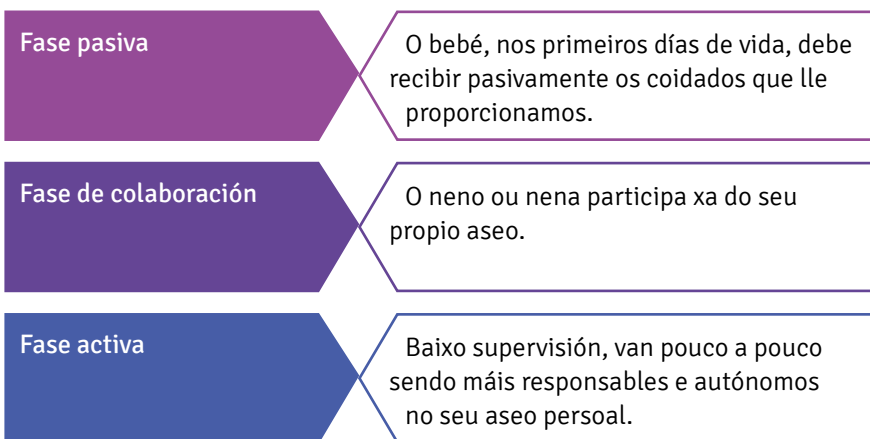 Fase pasiva
O bebé, nos primeiros días de vida, debe
recibir pasivamente os coidados que lle
proporcionamos.
Fase de colaboración
O neno ou nena participa xa do seu
propio aseo.
Fase activa
Baixo supervisión, van pouco a pouco
sendo máis responsables e autónomos
no seu aseo persoal.